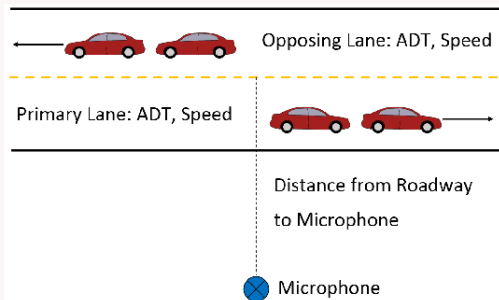 Opposing Lane: ADT, Speed
Primary Lane: ADT, Speed
Distance from Roadway
to Microphone
Microphone